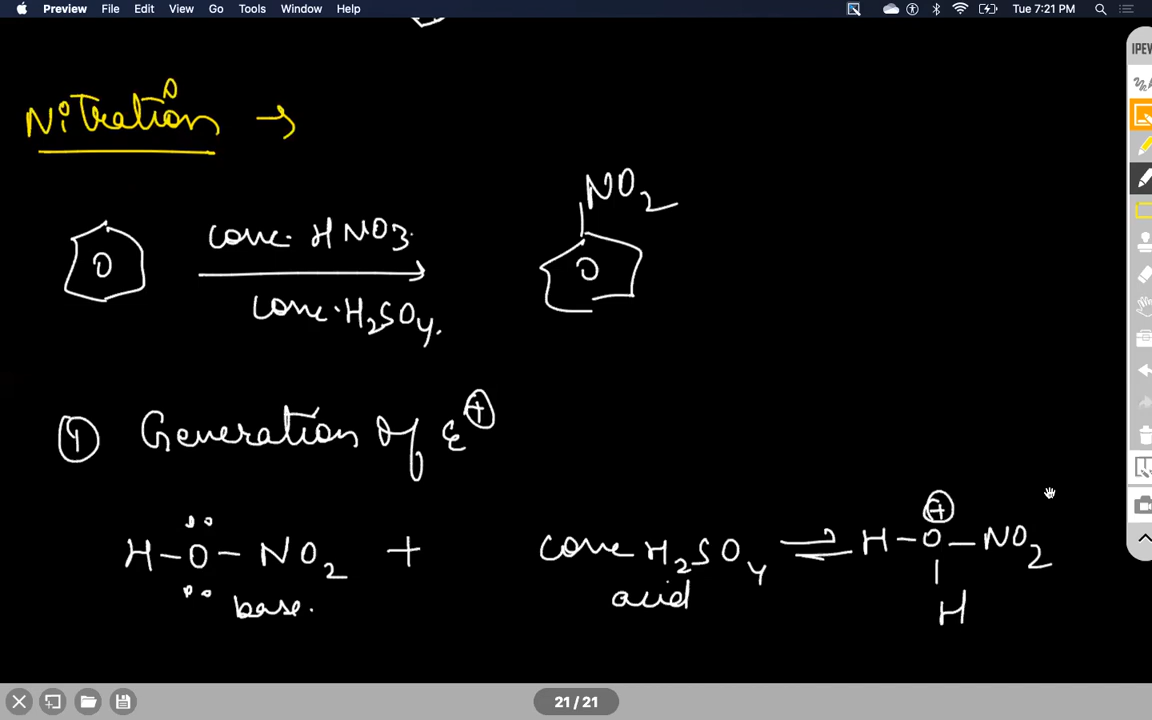 Preview File Edit View Go Tools Window Help Tue 7:21 PM
IPEV
Nitration →
NO2
conc. HNO3.
conc. H2SO4.
① Generation of E⊕
H–O–NO2 + conc H2SO4 ⇌ H–O–NO2
base. acid H
21 / 21